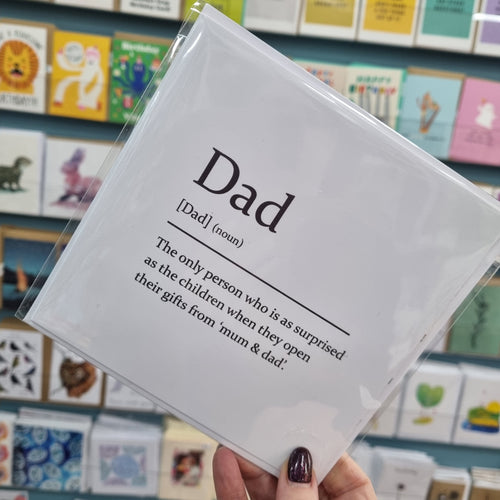 Dad
[Dad] (noun)
The only person who is as surprised
as the children when they open
their gifts from 'mum & dad'.